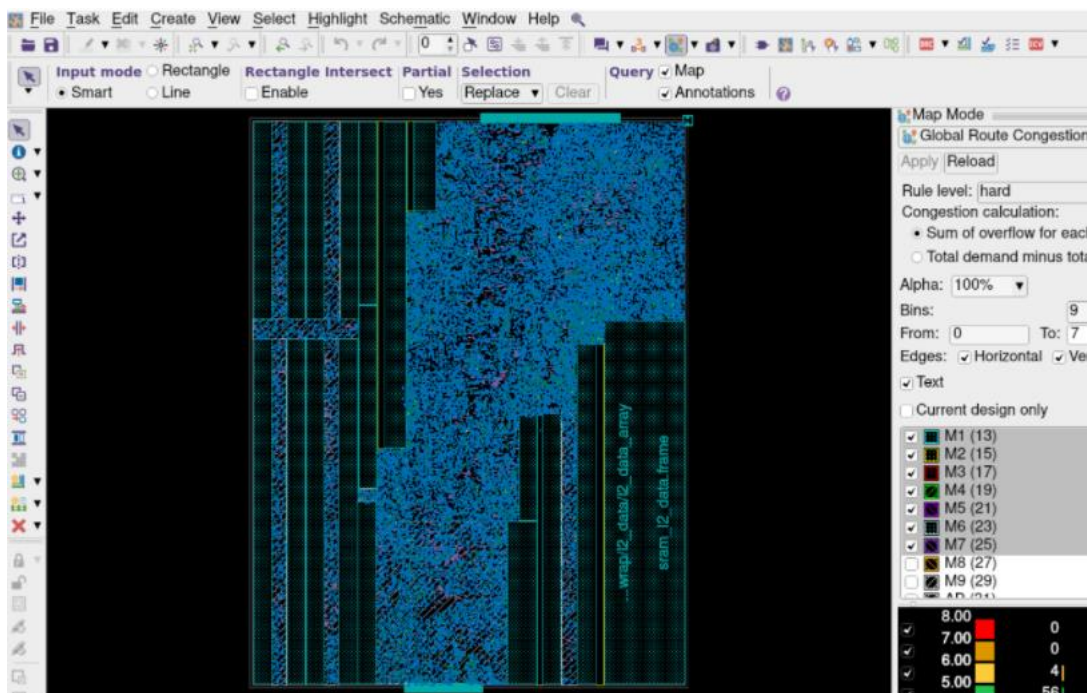 File Task Edit Create View Select Highlight Schematic Window Help
0
Input mode Rectangle Rectangle Intersect Partial Selection Query Map
Smart Line Enable Yes Replace Clear Annotations
Map Mode
Global Route Congestion
Apply Reload
Rule level: hard
Congestion calculation:
Sum of overflow for each
Total demand minus tota
Alpha: 100%
Bins: 9
From: 0 To: 7
Edges: Horizontal Ve
Text
Current design only
M1 (13)
M2 (15)
M3 (17)
M4 (19)
M5 (21)
M6 (23)
M7 (25)
M8 (27)
M9 (29)
...wrap/l2_data/l2_data_array
sram_l2_data_frame
8.00
7.00 0
6.00 0
5.00 4
56